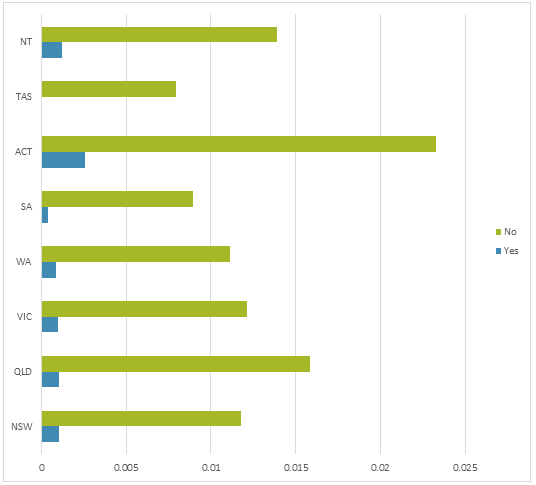 NT
TAS
ACT
SA
WA
VIC
QLD
NSW
No
Yes
0 0.005 0.01 0.015 0.02 0.025